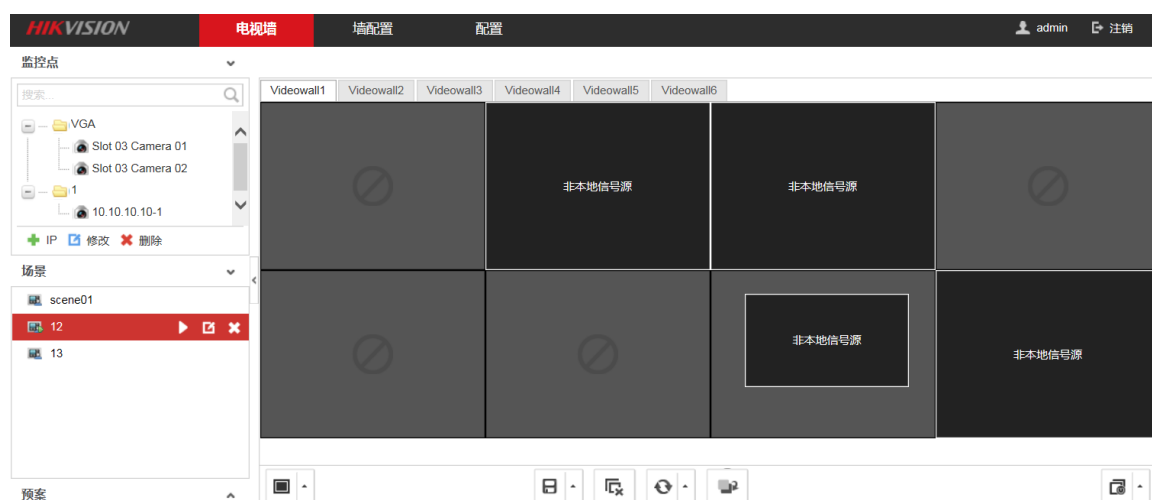 HIKVISION 电视墙 墙配置 配置 admin 注销
监控点
搜索...
Videowall1 Videowall2 Videowall3 Videowall4 Videowall5 Videowall6
VGA
Slot 03 Camera 01
Slot 03 Camera 02
1
10.10.10.10-1
IP 修改 删除
非本地信号源 非本地信号源
场景
scene01
12
13
非本地信号源
非本地信号源
预案